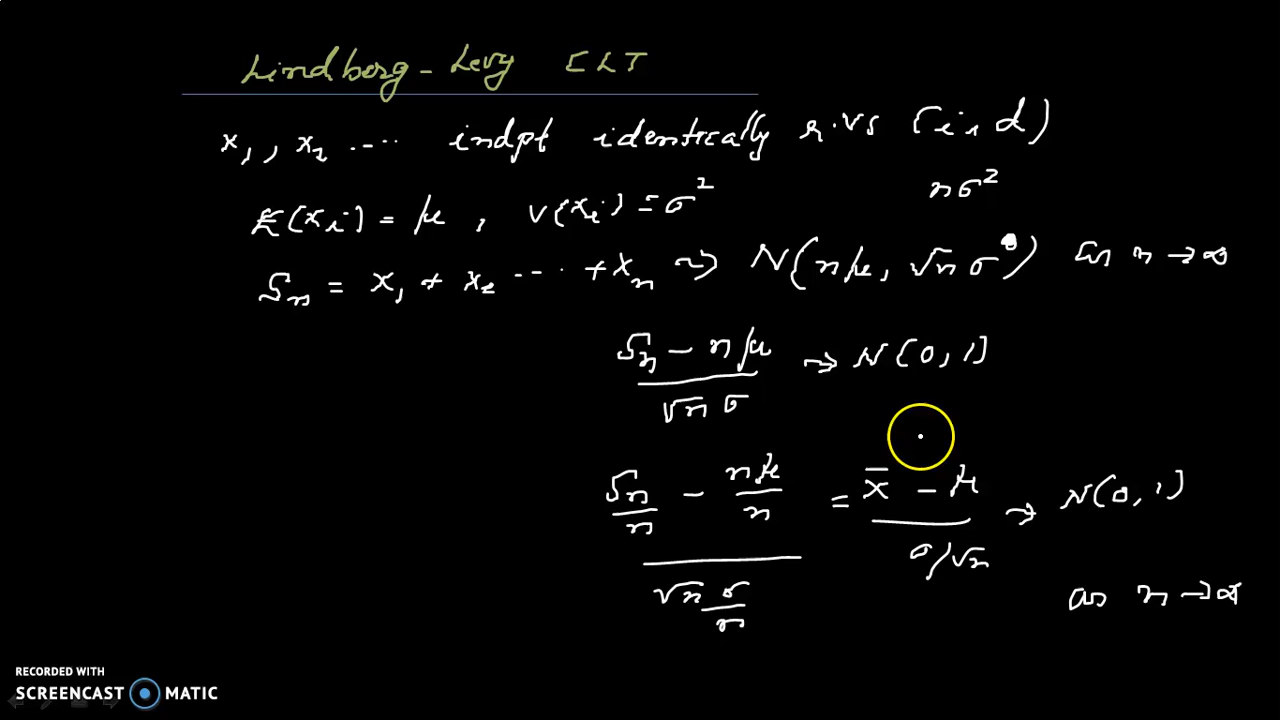 Lindberg - Levy CLT
x₁, x₂ .... indpt identically r.vs (i i d)
E(xᵢ) = μ, V(xᵢ) = σ² nσ²
Sₙ = x₁ + x₂ .... + xₙ ~> N(nμ, √n σ) as n → ∞
(Sₙ - nμ) / (√n σ) ~> N(0, 1)
(Sₙ/n - nμ/n) / (√n σ/n) = (x̄ - μ) / (σ/√n) ~> N(0, 1)
as n → ∞
RECORDED WITH
SCREENCAST MATIC